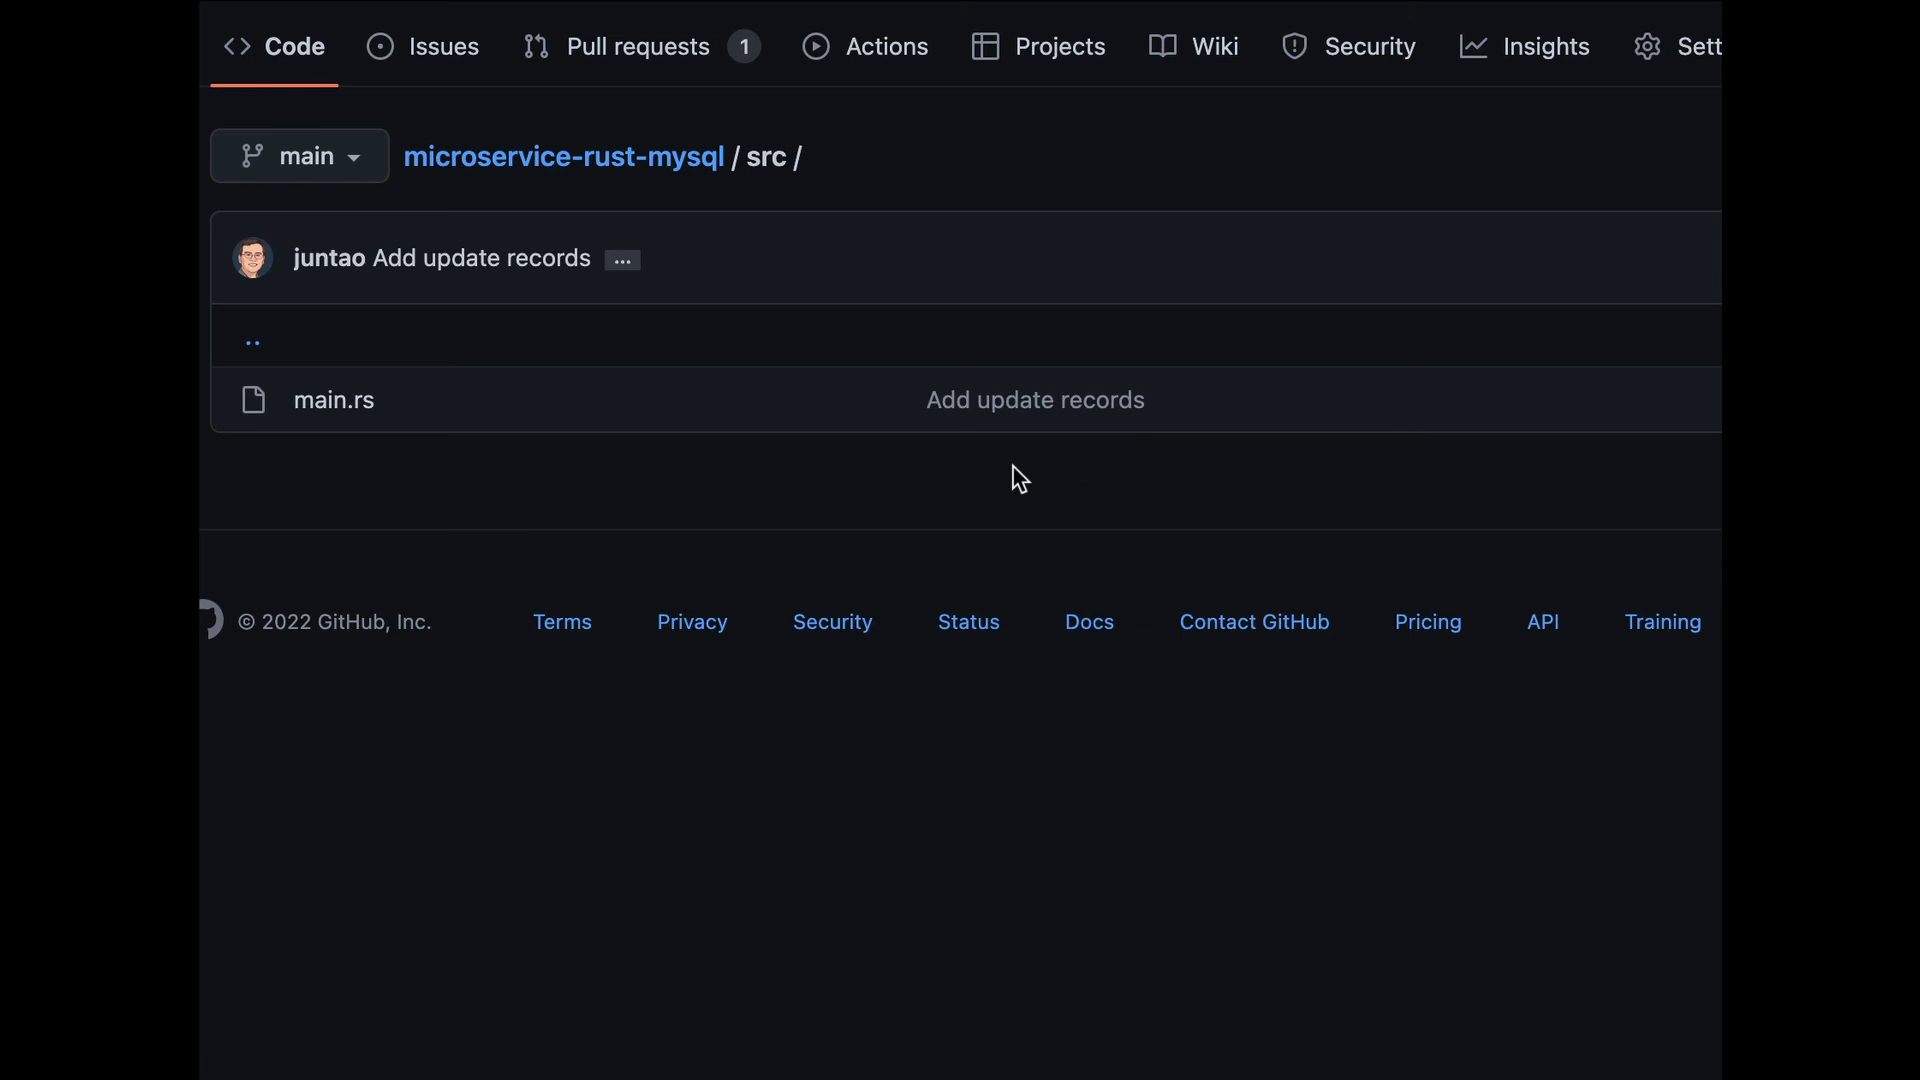 Code Issues Pull requests 1 Actions Projects Wiki Security Insights Sett
main microservice-rust-mysql / src /
juntao Add update records ...
..
main.rs Add update records
© 2022 GitHub, Inc. Terms Privacy Security Status Docs Contact GitHub Pricing API Training